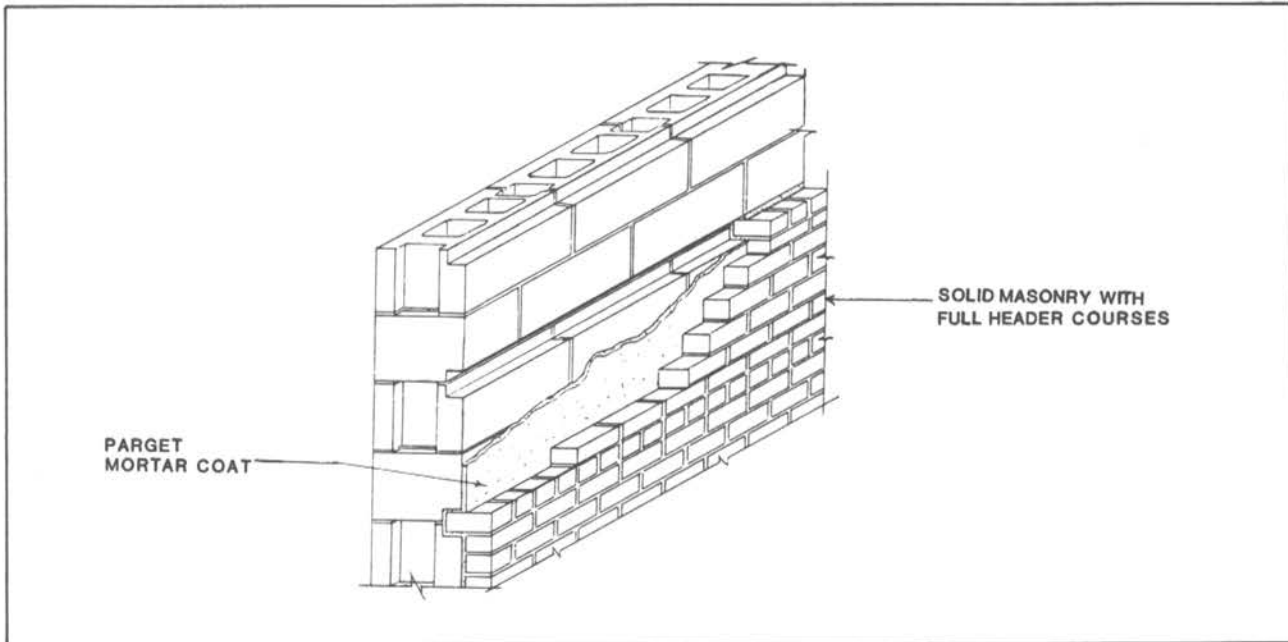 SOLID MASONRY WITH
FULL HEADER COURSES
PARGET
MORTAR COAT